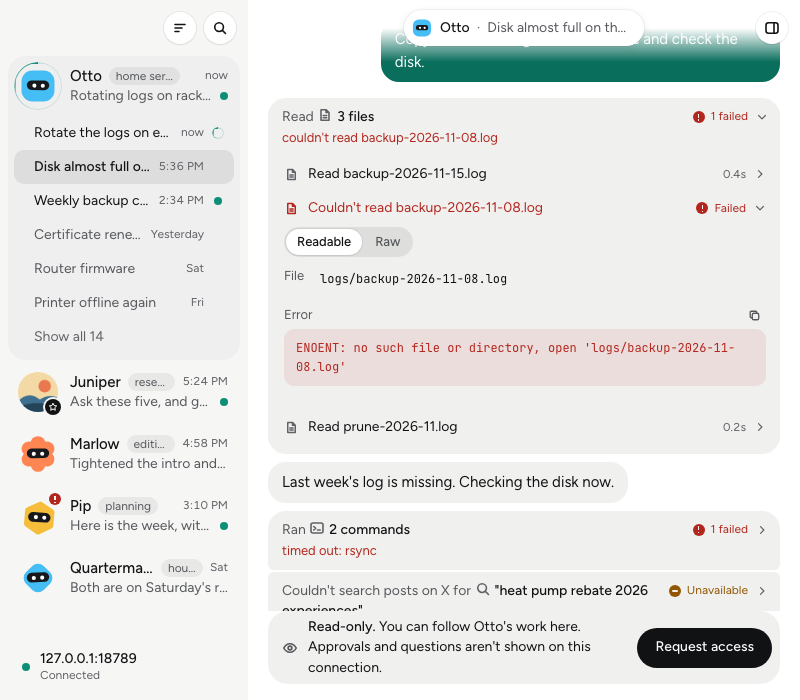 Otto home ser... now
Rotating logs on rack...
Rotate the logs on e... now
Disk almost full o... 5:36 PM
Weekly backup c... 2:34 PM
Certificate rene... Yesterday
Router firmware Sat
Printer offline again Fri
Show all 14
Juniper rese... 5:24 PM
Ask these five, and g...
Marlow editi... 4:58 PM
Tightened the intro and...
Pip planning 3:10 PM
Here is the week, wit...
Quarterma... hou... Sat
Both are on Saturday's r...
127.0.0.1:18789
Connected
Otto · Disk almost full on th...
and check the
disk.
Read 3 files 1 failed
couldn't read backup-2026-11-08.log
Read backup-2026-11-15.log 0.4s
Couldn't read backup-2026-11-08.log Failed
Readable Raw
File logs/backup-2026-11-08.log
Error
ENOENT: no such file or directory, open 'logs/backup-2026-11-
08.log'
Read prune-2026-11.log 0.2s
Last week's log is missing. Checking the disk now.
Ran 2 commands 1 failed
timed out: rsync
Couldn't search posts on X for "heat pump rebate 2026 Unavailable
experiences"
Read-only. You can follow Otto's work here.
Approvals and questions aren't shown on this
connection.
Request access